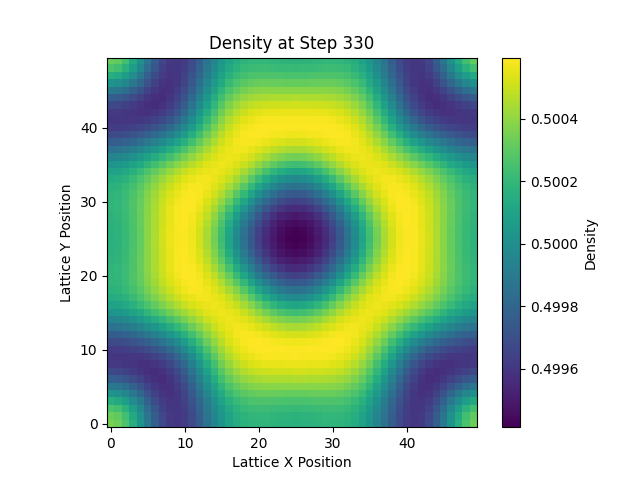 Density at Step 330
Lattice Y Position
40
30
20
10
0
0 10 20 30 40
Lattice X Position
0.5004
0.5002
0.5000
0.4998
0.4996
Density